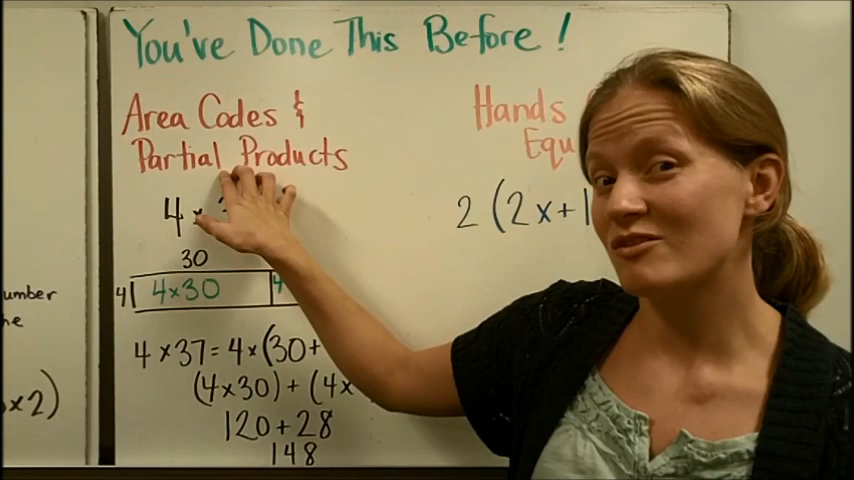 You've Done This Before!
Area Codes &
Partial Products
4 ×
30
4 4×30 4
4 × 37 = 4 × (30 +
(4 × 30) + (4 ×
120 + 28
148
Hands
Equ
2 (2x + 1
umber
he
× 2)